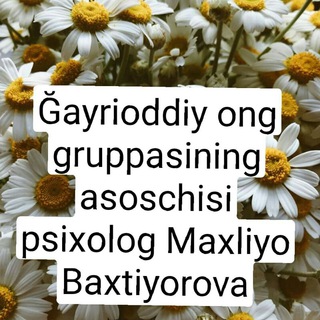 Ğayrioddiy ong
gruppasining
asoschisi
psixolog Maxliyo
Baxtiyorova